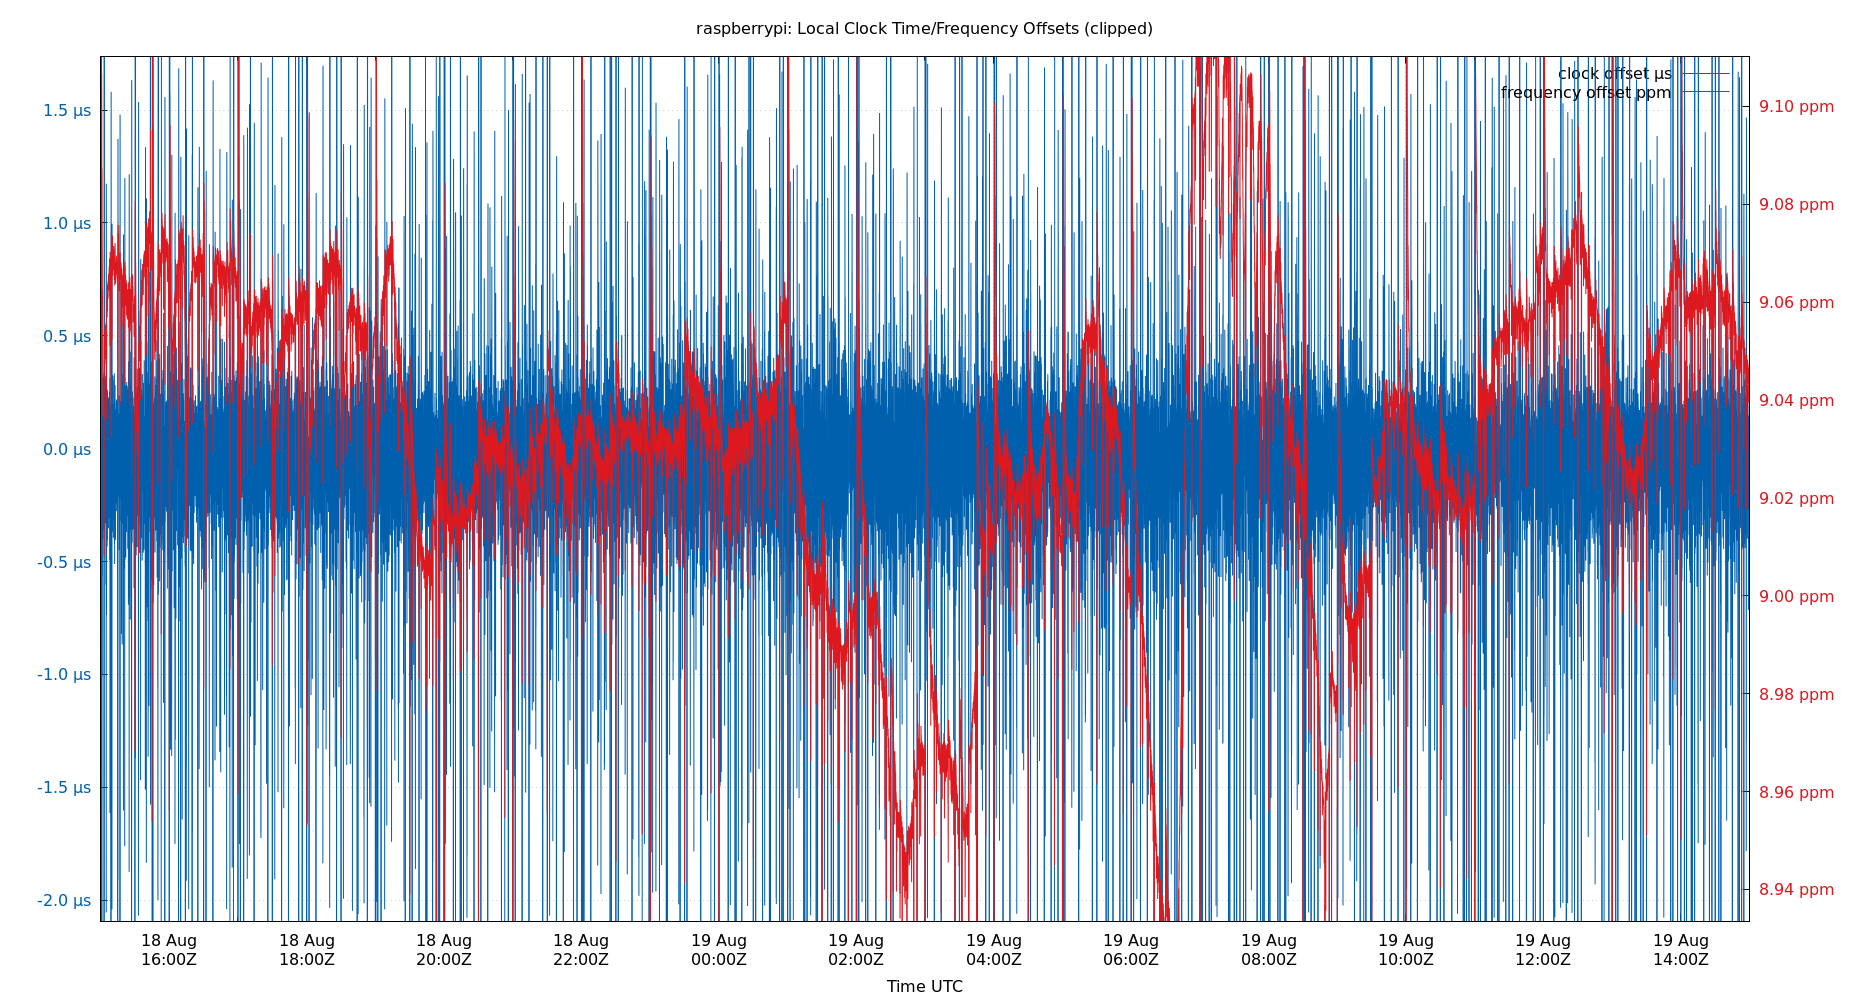 raspberrypi: Local Clock Time/Frequency Offsets (clipped)
clock offset µs
frequency offset ppm
1.5 µs
1.0 µs
0.5 µs
0.0 µs
-0.5 µs
-1.0 µs
-1.5 µs
-2.0 µs
9.10 ppm
9.08 ppm
9.06 ppm
9.04 ppm
9.02 ppm
9.00 ppm
8.98 ppm
8.96 ppm
8.94 ppm
18 Aug 18 Aug 18 Aug 18 Aug 19 Aug 19 Aug 19 Aug 19 Aug 19 Aug 19 Aug 19 Aug 19 Aug
16:00Z 18:00Z 20:00Z 22:00Z 00:00Z 02:00Z 04:00Z 06:00Z 08:00Z 10:00Z 12:00Z 14:00Z
Time UTC